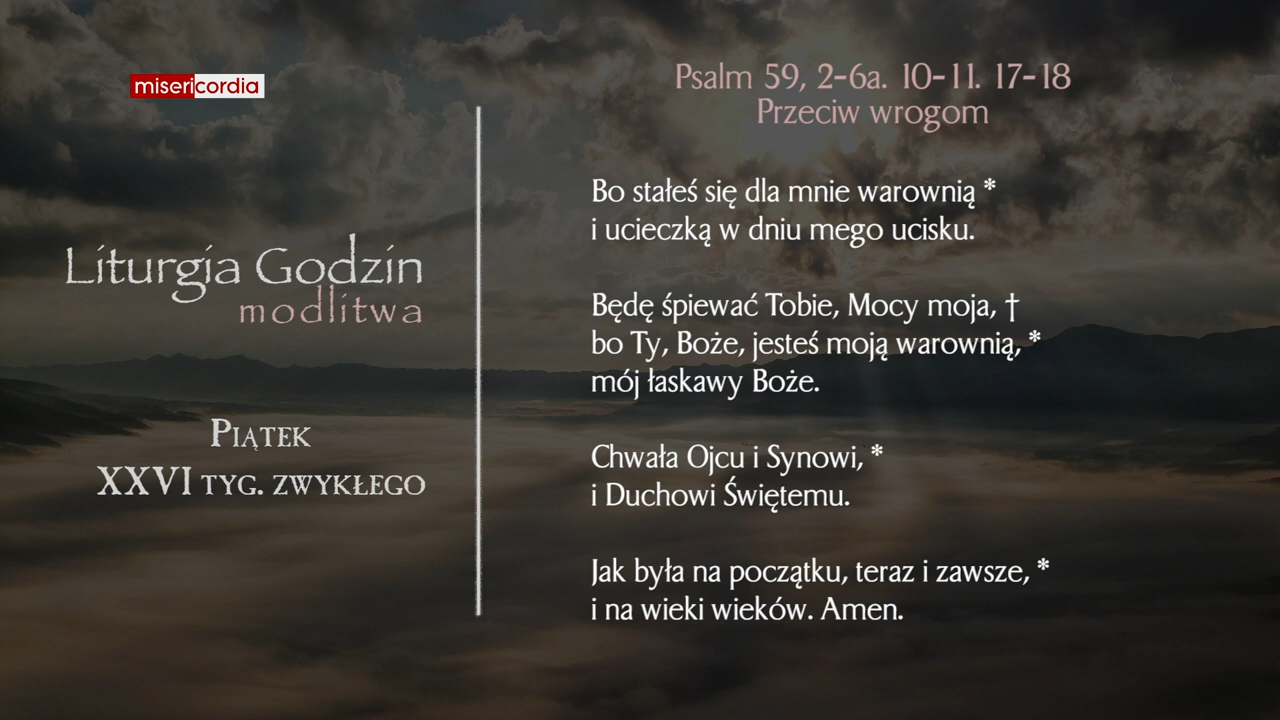 misericordia
Liturgia Godzin
modlitwa
Piątek
XXVI tyg. zwykłego
Psalm 59, 2-6a. 10-11. 17-18
Przeciw wrogom
Bo stałeś się dla mnie warownią *
i ucieczką w dniu mego ucisku.
Będę śpiewać Tobie, Mocy moja, †
bo Ty, Boże, jesteś moją warownią, *
mój łaskawy Boże.
Chwała Ojcu i Synowi, *
i Duchowi Świętemu.
Jak była na początku, teraz i zawsze, *
i na wieki wieków. Amen.